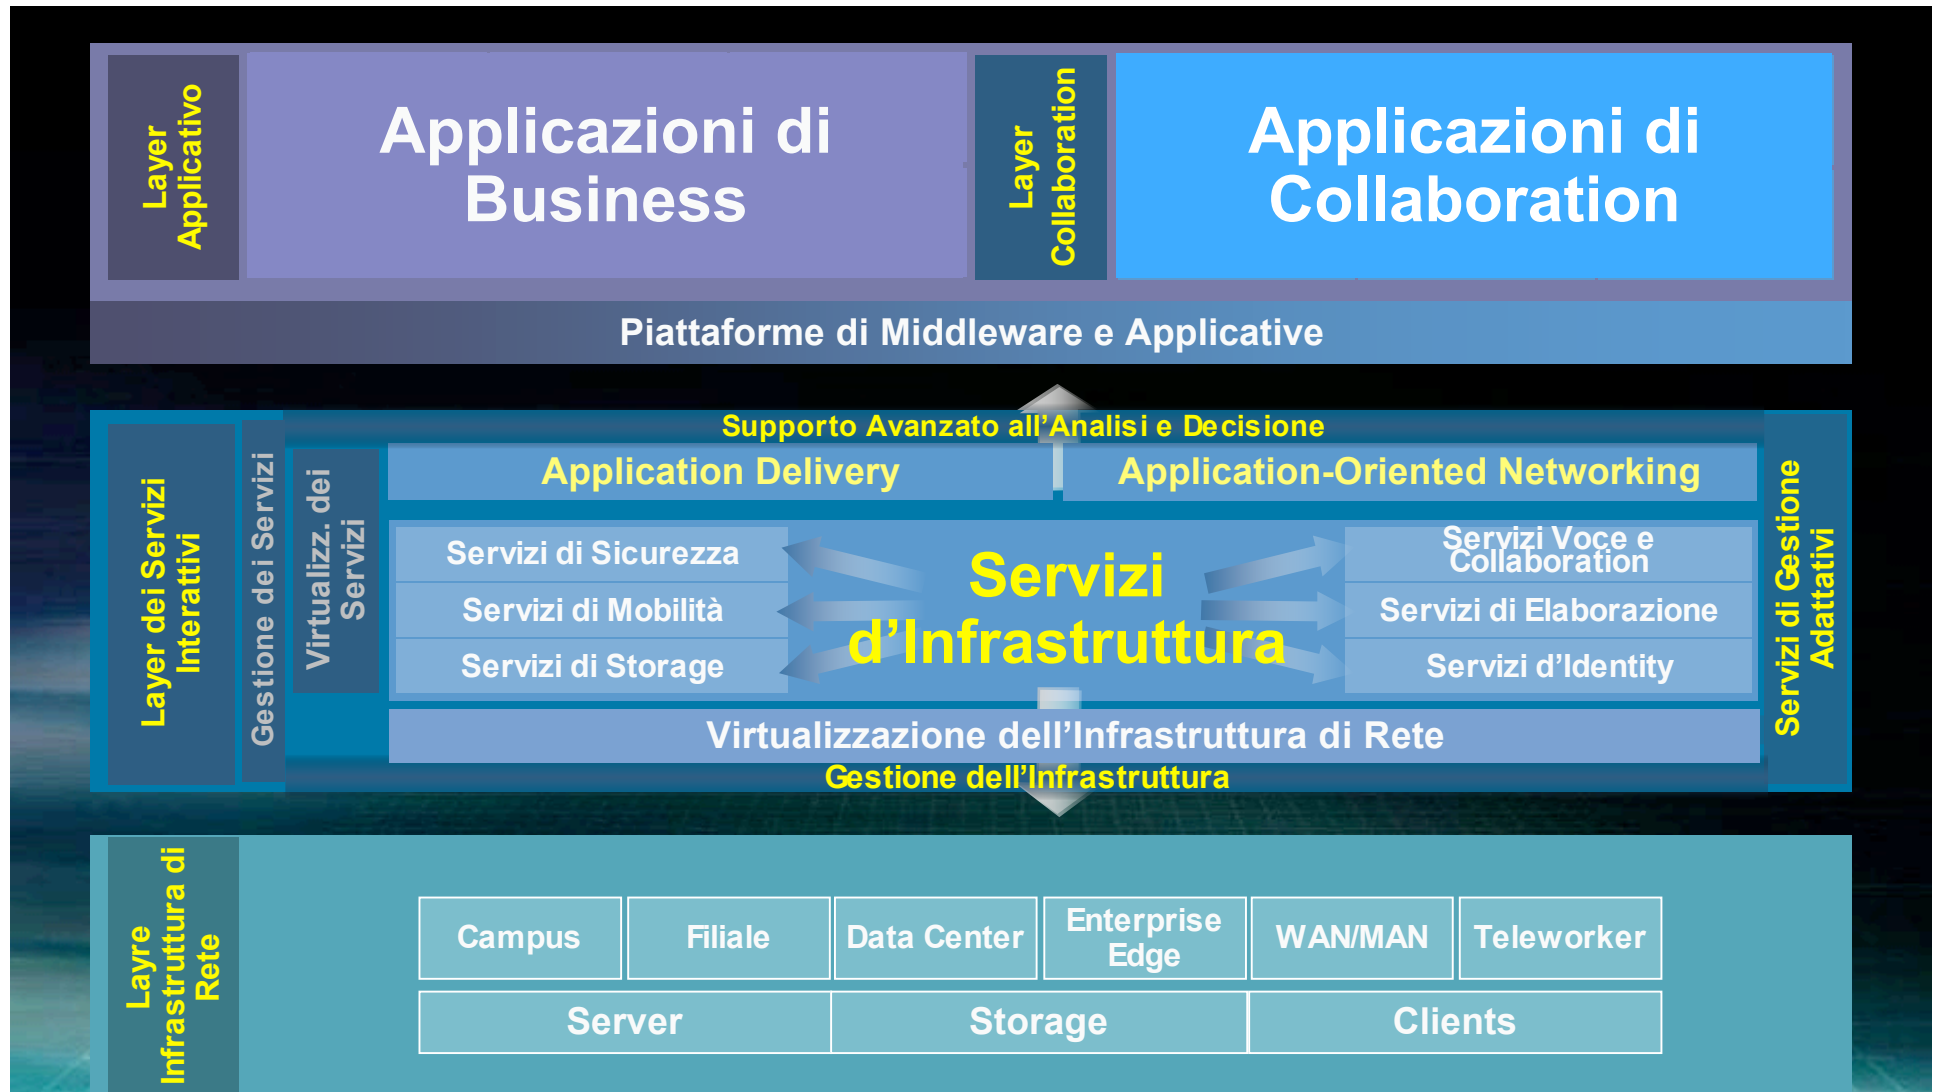 Layer
Applicativo
Applicazioni di
Business
Layer
Collaboration
Applicazioni di
Collaboration
Piattaforme di Middleware e Applicative
Layer dei Servizi
Interattivi
Gestione dei Servizi
Virtualizz. dei
Servizi
Supporto Avanzato all’Analisi e Decisione
Application Delivery
Application-Oriented Networking
Servizi di Sicurezza
Servizi di Mobilità
Servizi di Storage
Servizi
d’Infrastruttura
Servizi Voce e
Collaboration
Servizi di Elaborazione
Servizi d’Identity
Virtualizzazione dell’Infrastruttura di Rete
Gestione dell’Infrastruttura
Servizi di Gestione
Adattativi
Layre
Infrastruttura di
Rete
Campus
Filiale
Data Center
Enterprise
Edge
WAN/MAN
Teleworker
Server
Storage
Clients